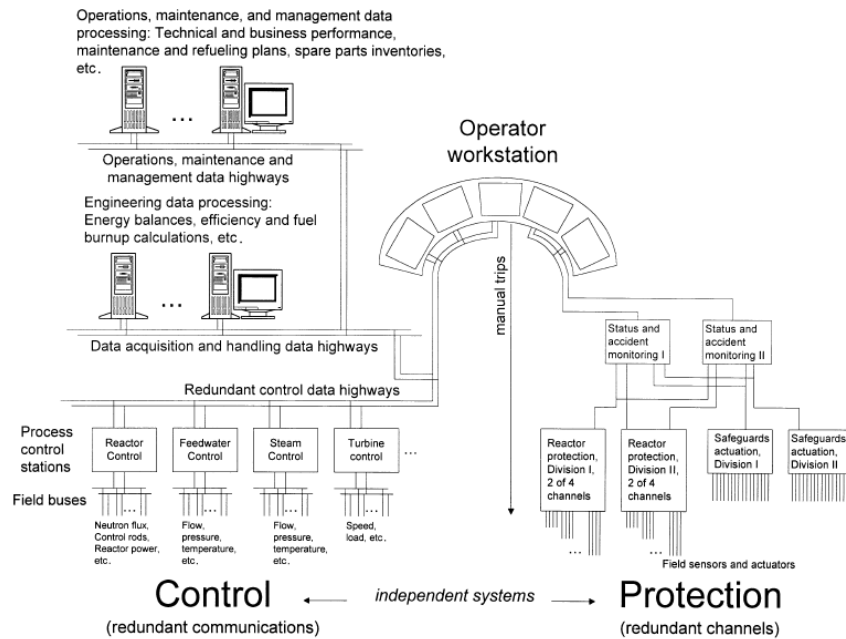 Operations, maintenance, and management data
processing: Technical and business performance,
maintenance and refueling plans, spare parts inventories,
etc.
...
Operations, maintenance and
management data highways
Engineering data processing:
Energy balances, efficiency and fuel
burnup calculations, etc.
...
Data acquisition and handling data highways
Operator
workstation
manual trips
Status and
accident
monitoring I
Status and
accident
monitoring II
Redundant control data highways
Process
control
stations
Reactor
Control
Feedwater
Control
Steam
Control
Turbine
control
...
Reactor
protection,
Division I,
2 of 4
channels
Reactor
protection,
Division II,
2 of 4
channels
Safeguards
actuation,
Division I
Safeguards
actuation,
Division II
Field buses
...
...
...
...
Neutron flux,
Control rods,
Reactor power,
etc.
Flow,
pressure,
temperature,
etc.
Flow,
pressure,
temperature,
etc.
Speed,
load, etc.
...
...
Field sensors and actuators
Control
(redundant communications)
independent systems
Protection
(redundant channels)